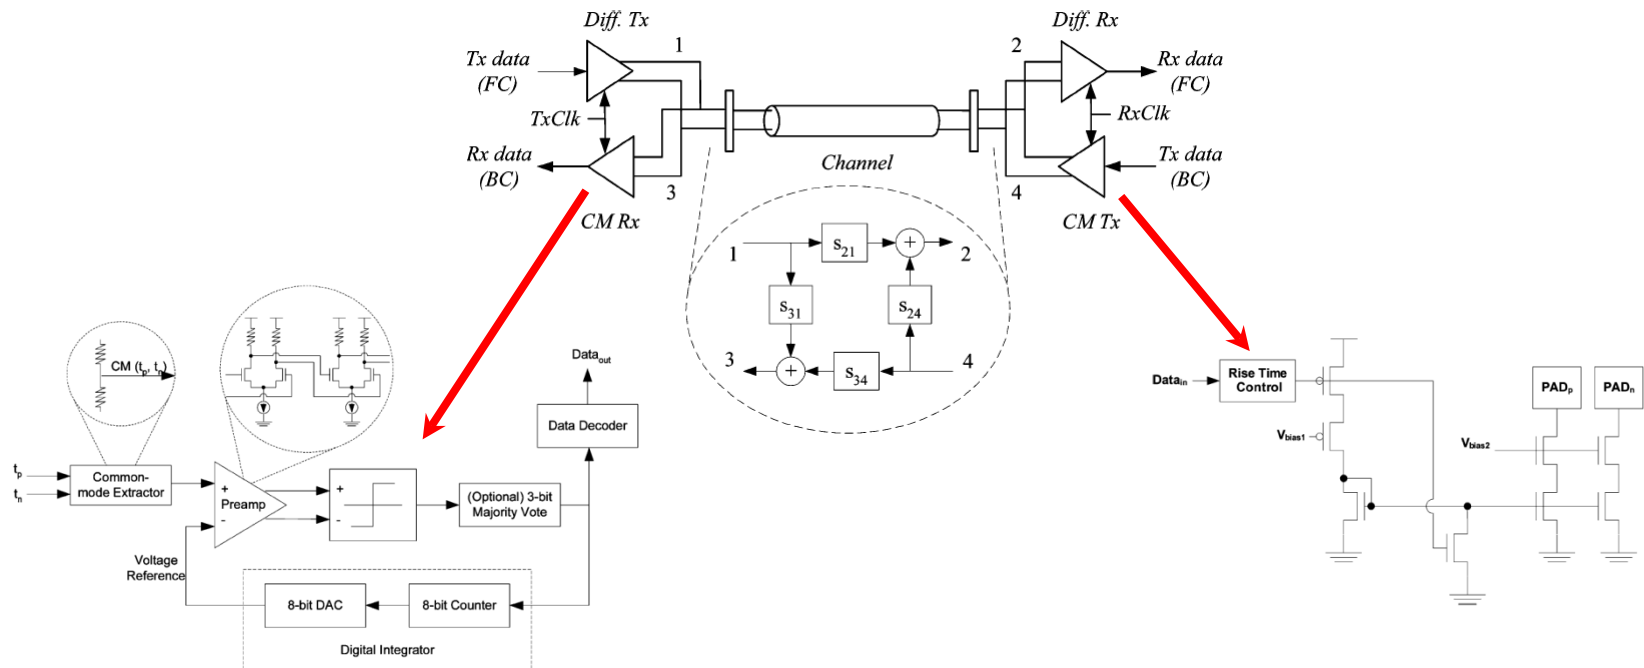 Diff. Tx
Diff. Rx
1
2
Tx data
(FC)
Rx data
(FC)
TxClk
RxClk
Rx data
(BC)
Channel
Tx data
(BC)
3
4
CM Rx
CM Tx
1
s21
+
2
s31
s24
3
+
s34
4
CM (tp, tn)
Dataout
Data Decoder
tp
tn
Common-
mode Extractor
+
Preamp
-
+
-
(Optional) 3-bit
Majority Vote
Voltage
Reference
8-bit DAC
8-bit Counter
Digital Integrator
Datain
Rise Time
Control
PADp
PADn
Vbias1
Vbias2